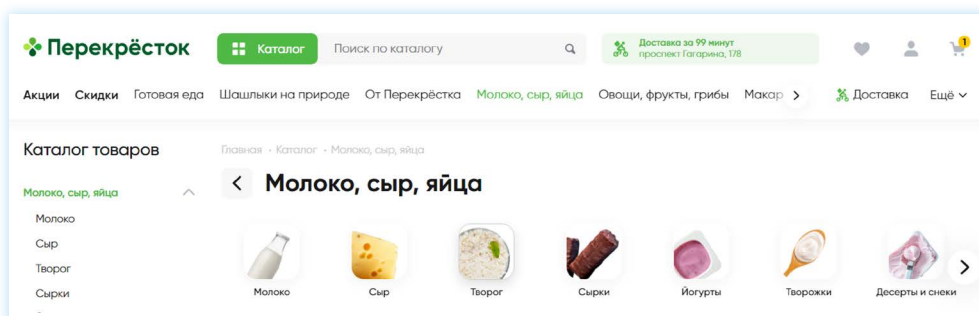 Перекрёсток
Каталог
Поиск по каталогу
Доставка за 99 минут
проспект Гагарина, 178
1
Акции Скидки Готовая еда Шашлыки на природе От Перекрёстка Молоко, сыр, яйца Овощи, фрукты, грибы Макар Доставка Ещё
Каталог товаров
Главная • Каталог • Молоко, сыр, яйца
Молоко, сыр, яйца
Молоко, сыр, яйца
Молоко
Сыр
Творог
Сырки
Молоко Сыр Творог Сырки Йогурты Творожки Десерты и снеки